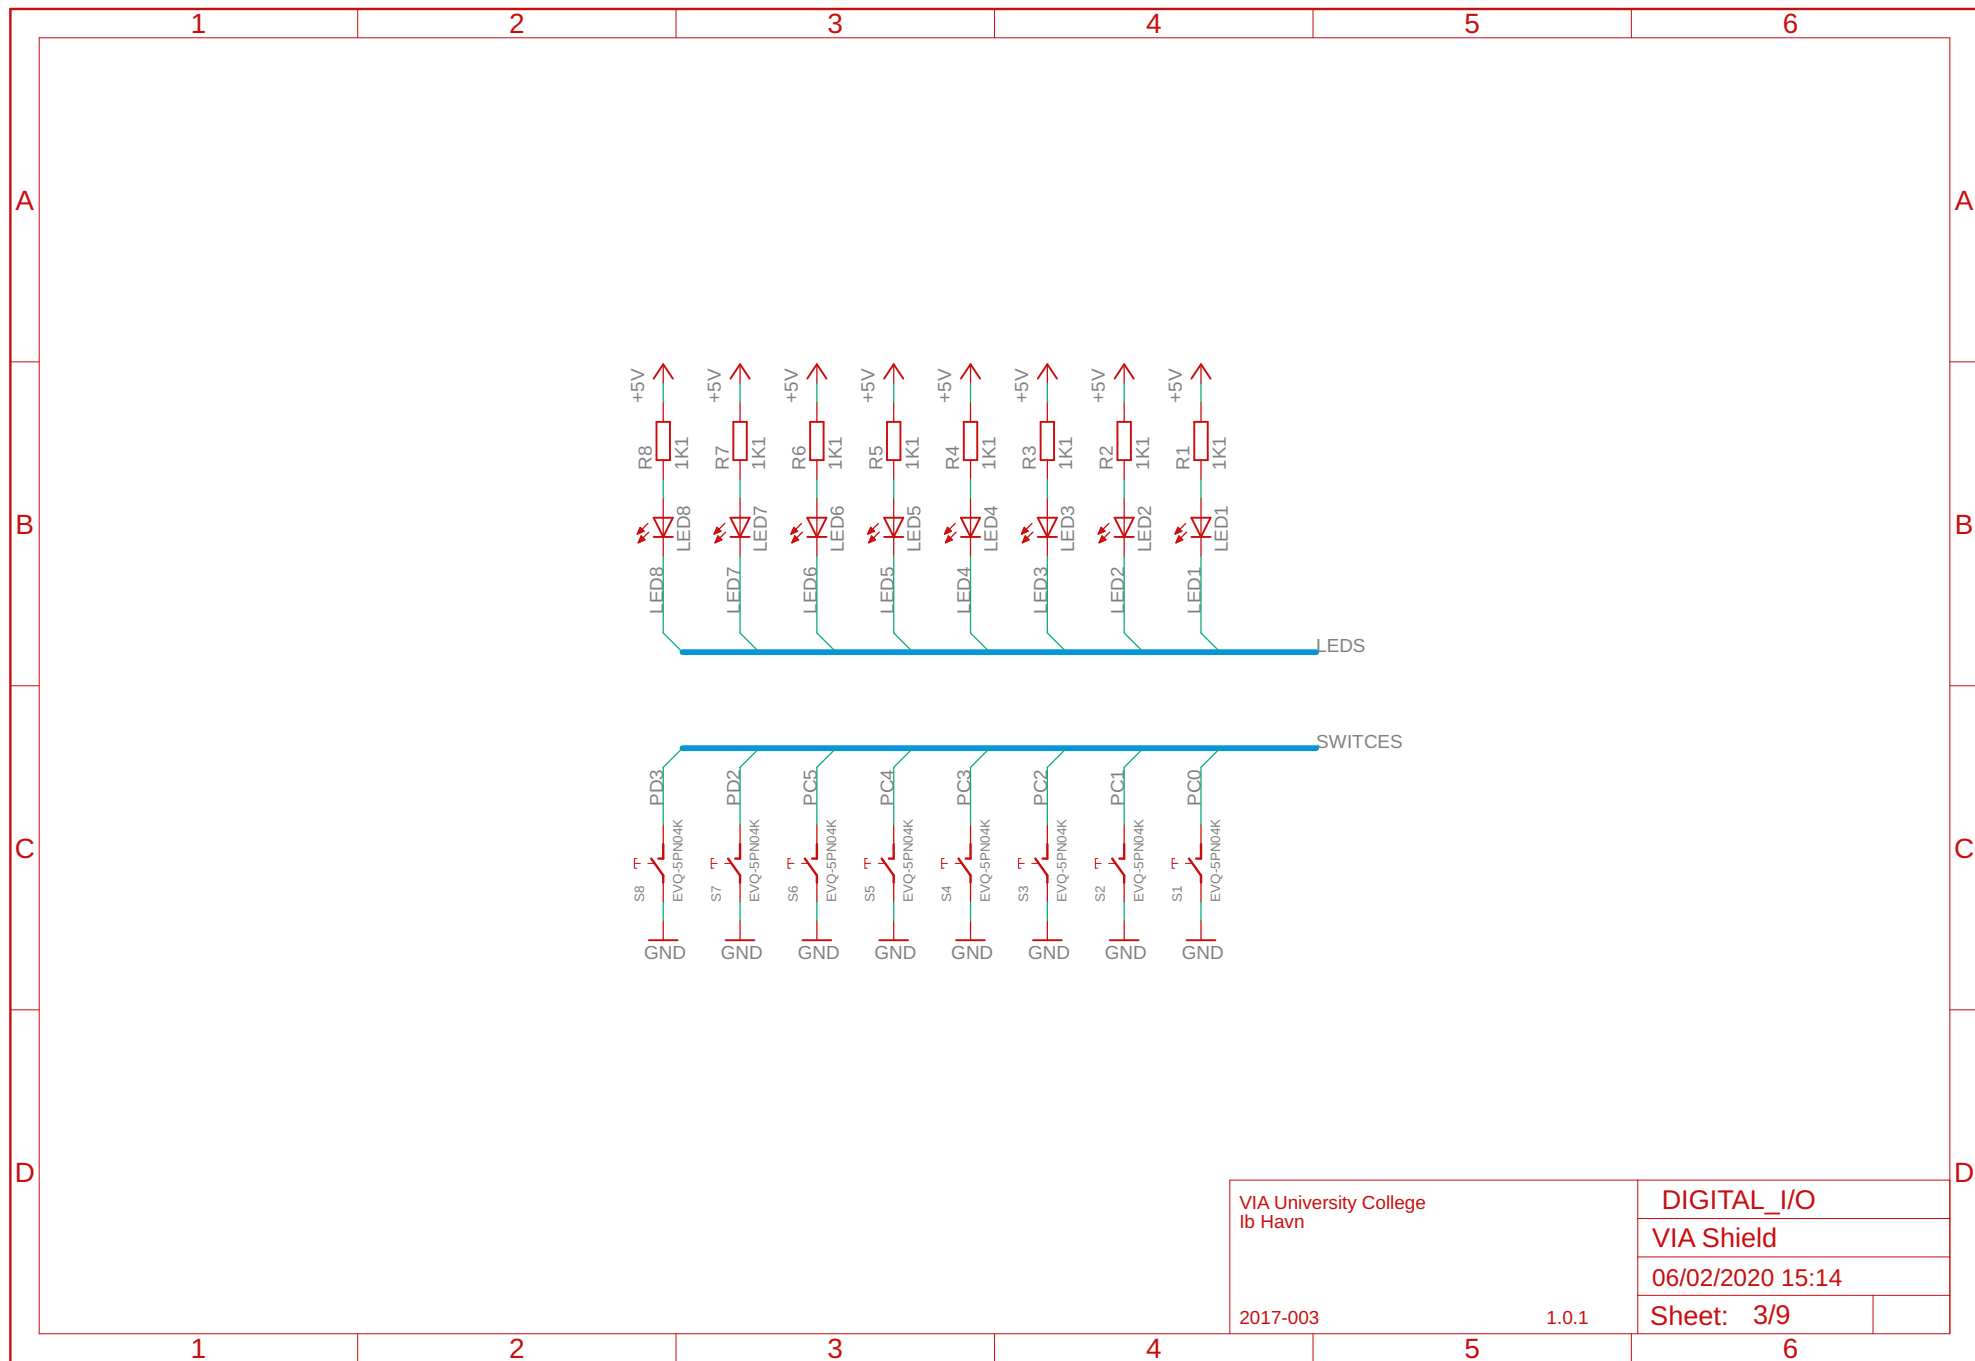 1 2 3 4 5 6
A A
+5V +5V +5V +5V +5V +5V +5V +5V
R8 1K1 R7 1K1 R6 1K1 R5 1K1 R4 1K1 R3 1K1 R2 1K1 R1 1K1
B B
LED8 LED7 LED6 LED5 LED4 LED3 LED2 LED1
LED8 LED7 LED6 LED5 LED4 LED3 LED2 LED1
LEDS
SWITCES
PD3 PD2 PC5 PC4 PC3 PC2 PC1 PC0
C C
EVQ-5PN04K EVQ-5PN04K EVQ-5PN04K EVQ-5PN04K EVQ-5PN04K EVQ-5PN04K EVQ-5PN04K EVQ-5PN04K
S8 S7 S6 S5 S4 S3 S2 S1
GND GND GND GND GND GND GND GND
D D
VIA University College
Ib Havn
2017-003 1.0.1
DIGITAL_I/O
VIA Shield
06/02/2020 15:14
Sheet: 3/9
1 2 3 4 5 6